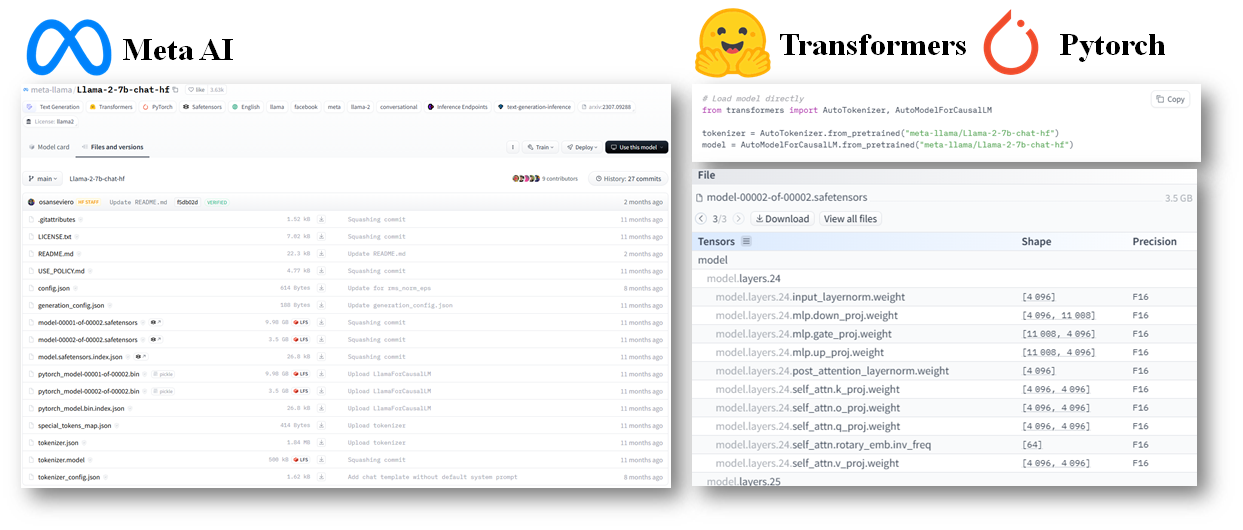 Meta AI
Transformers
Pytorch
meta-llama/Llama-2-7b-chat-hf like 3.63k
Text Generation Transformers PyTorch Safetensors English llama facebook meta llama-2 conversational Inference Endpoints text-generation-inference arxiv:2307.09288
License: llama2
Model card Files and versions Train Deploy Use this model
main Llama-2-7b-chat-hf 9 contributors History: 27 commits
osanseviero HF STAFF Update README.md f5db02d VERIFIED 2 months ago
.gitattributes 1.52 kB Squashing commit 11 months ago
LICENSE.txt 7.02 kB Squashing commit 11 months ago
README.md 22.3 kB Update README.md 2 months ago
USE_POLICY.md 4.77 kB Squashing commit 11 months ago
config.json 614 Bytes Update for rms_norm_eps 8 months ago
generation_config.json 188 Bytes Update generation_config.json 8 months ago
model-00001-of-00002.safetensors 9.98 GB LFS Squashing commit 11 months ago
model-00002-of-00002.safetensors 3.5 GB LFS Squashing commit 11 months ago
model.safetensors.index.json 26.8 kB Squashing commit 11 months ago
pytorch_model-00001-of-00002.bin pickle 9.98 GB LFS Upload LlamaForCausalLM 11 months ago
pytorch_model-00002-of-00002.bin pickle 3.5 GB LFS Upload LlamaForCausalLM 11 months ago
pytorch_model.bin.index.json 26.8 kB Upload LlamaForCausalLM 11 months ago
special_tokens_map.json 414 Bytes Upload tokenizer 11 months ago
tokenizer.json 1.84 MB Upload tokenizer 11 months ago
tokenizer.model 500 kB LFS Squashing commit 11 months ago
tokenizer_config.json 1.62 kB Add chat template without default system prompt 8 months ago
# Load model directly
Copy
from transformers import AutoTokenizer, AutoModelForCausalLM
tokenizer = AutoTokenizer.from_pretrained("meta-llama/Llama-2-7b-chat-hf")
model = AutoModelForCausalLM.from_pretrained("meta-llama/Llama-2-7b-chat-hf")
File
model-00002-of-00002.safetensors 3.5 GB
3/3 Download View all files
Tensors Shape Precision
model
model.layers.24
model.layers.24.input_layernorm.weight [4 096] F16
model.layers.24.mlp.down_proj.weight [4 096, 11 008] F16
model.layers.24.mlp.gate_proj.weight [11 008, 4 096] F16
model.layers.24.mlp.up_proj.weight [11 008, 4 096] F16
model.layers.24.post_attention_layernorm.weight [4 096] F16
model.layers.24.self_attn.k_proj.weight [4 096, 4 096] F16
model.layers.24.self_attn.o_proj.weight [4 096, 4 096] F16
model.layers.24.self_attn.q_proj.weight [4 096, 4 096] F16
model.layers.24.self_attn.rotary_emb.inv_freq [64] F16
model.layers.24.self_attn.v_proj.weight [4 096, 4 096] F16
model.layers.25